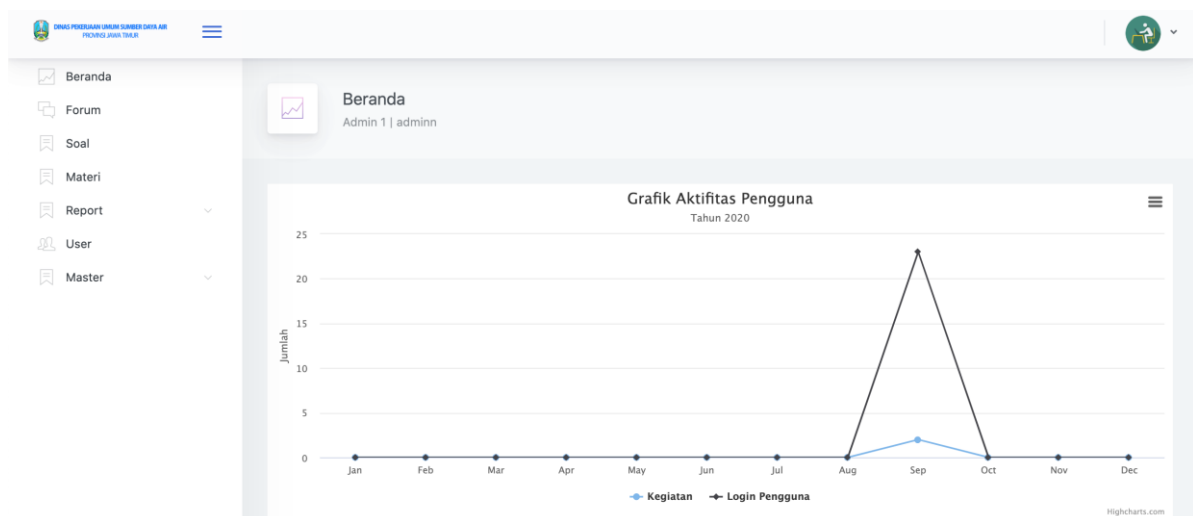 DINAS PEKERJAAN UMUM SUMBER DAYA AIR
PROVINSI JAWA TIMUR
Beranda
Forum
Soal
Materi
Report
User
Master
Beranda
Admin 1 | adminn
Grafik Aktifitas Pengguna
Tahun 2020
Jumlah
25
20
15
10
5
0
Jan Feb Mar Apr May Jun Jul Aug Sep Oct Nov Dec
Kegiatan Login Pengguna
Highcharts.com